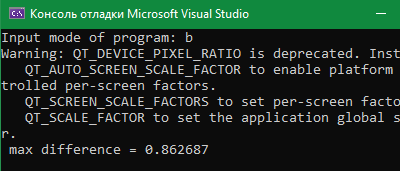 Консоль отладки Microsoft Visual Studio
Input mode of program: b
Warning: QT_DEVICE_PIXEL_RATIO is deprecated. Inst
QT_AUTO_SCREEN_SCALE_FACTOR to enable platform
trolled per-screen factors.
QT_SCREEN_SCALE_FACTORS to set per-screen facto
QT_SCALE_FACTOR to set the application global s
r.
max difference = 0.862687